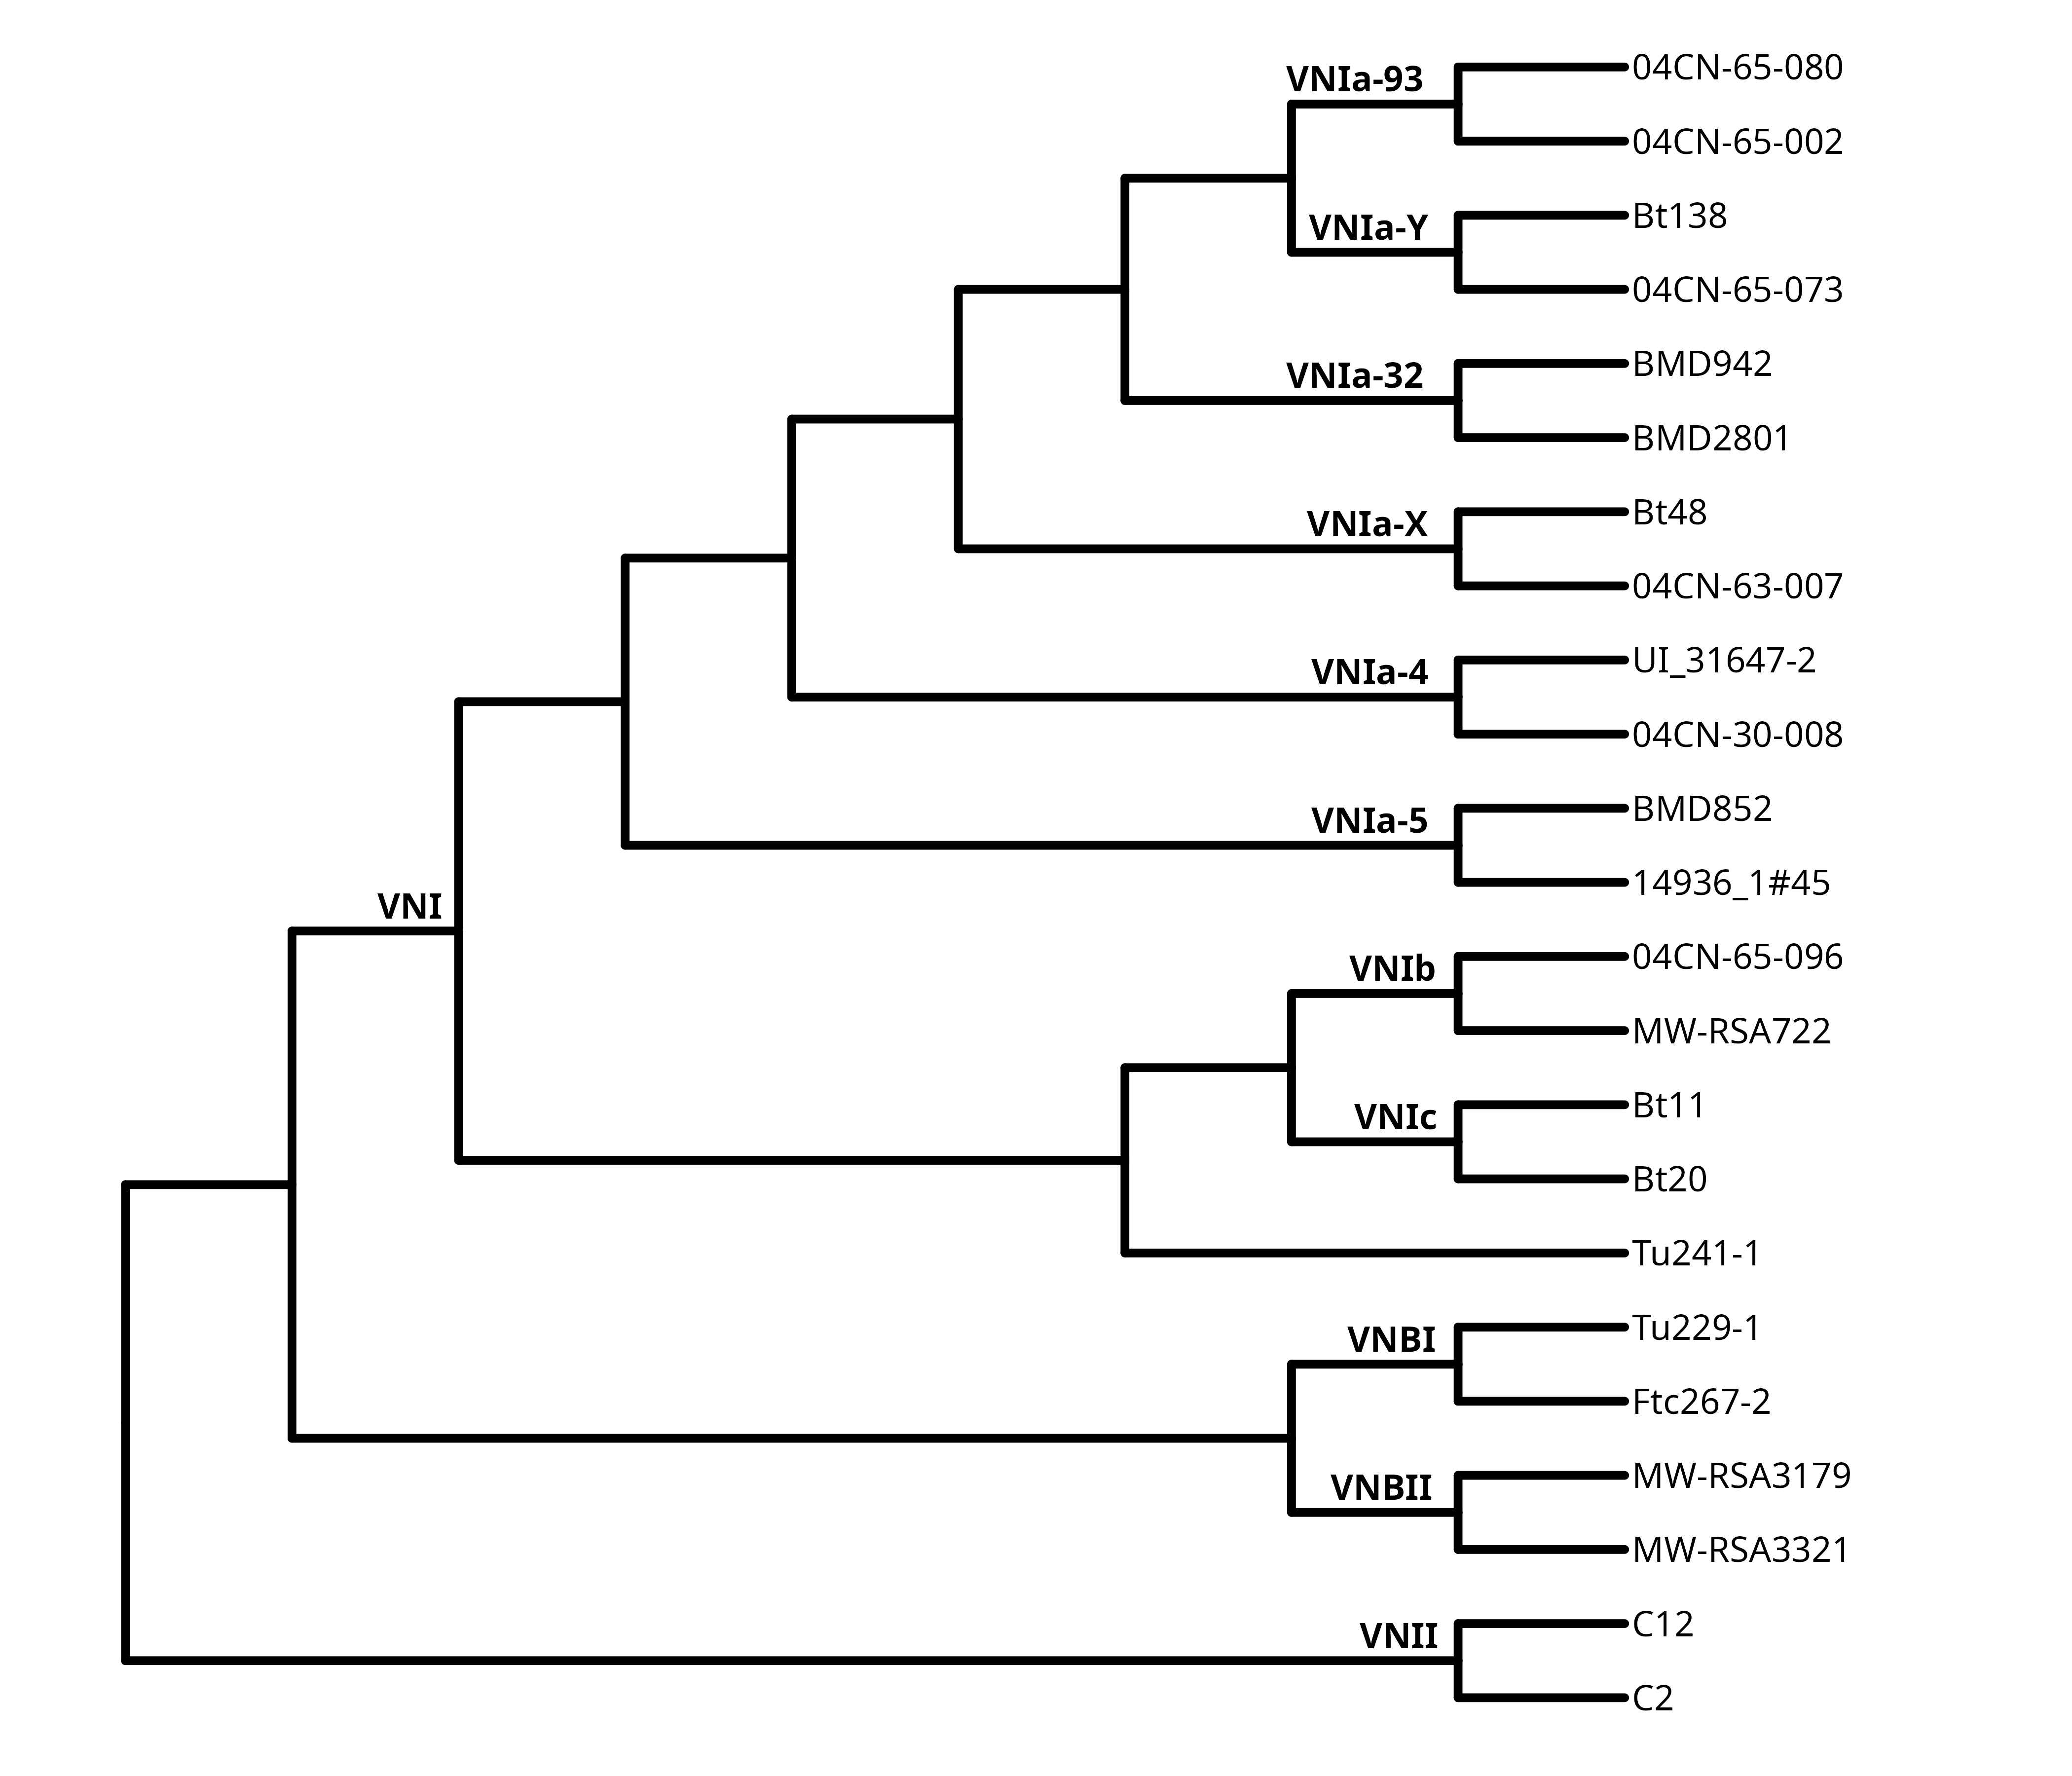 04CN-65-080
VNIa-93
04CN-65-002
Bt138
VNIa-Y
04CN-65-073
BMD942
VNIa-32
BMD2801
Bt48
VNIa-X
04CN-63-007
UI_31647-2
VNIa-4
04CN-30-008
BMD852
VNIa-5
14936_1#45
VNI
04CN-65-096
VNIb
MW-RSA722
Bt11
VNIc
Bt20
Tu241-1
Tu229-1
VNBI
Ftc267-2
MW-RSA3179
VNBII
MW-RSA3321
C12
VNII
C2